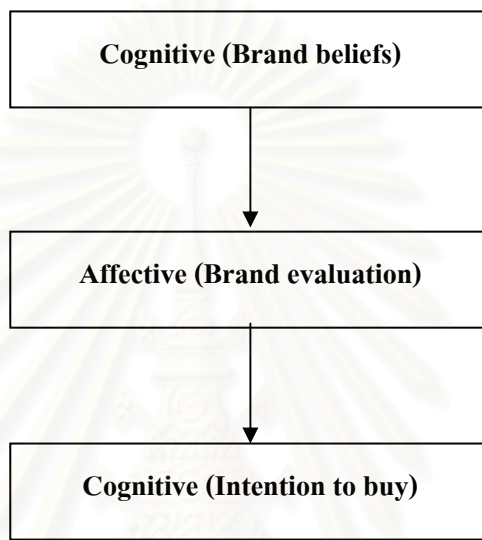 Cognitive (Brand beliefs)
Affective (Brand evaluation)
Cognitive (Intention to buy)